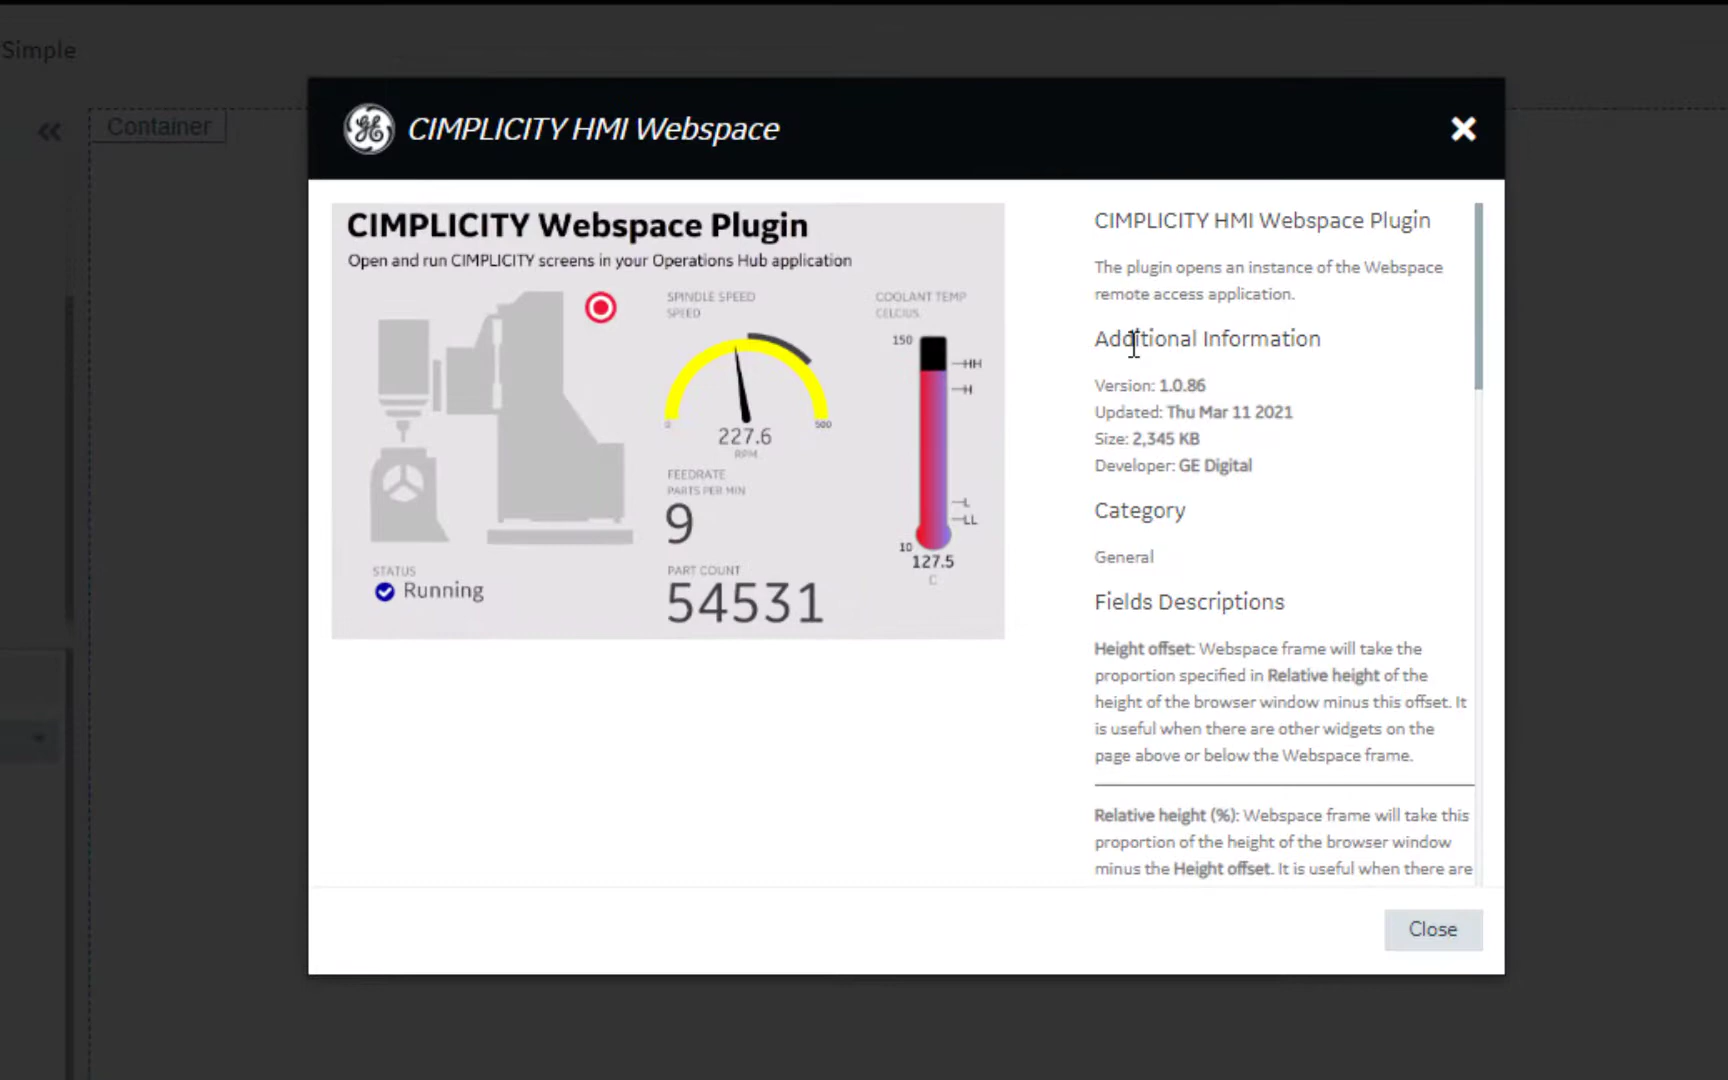 Simple
Container
CIMPLICITY HMI Webspace
CIMPLICITY Webspace Plugin
Open and run CIMPLICITY screens in your Operations Hub application
SPINDLE SPEED
SPEED
0
500
227.6
RPM
FEEDRATE
PARTS PER MIN
9
PART COUNT
54531
STATUS
Running
COOLANT TEMP
CELCIUS
150
HH
H
L
LL
10
127.5
C
CIMPLICITY HMI Webspace Plugin
The plugin opens an instance of the Webspace
remote access application.
Additional Information
Version: 1.0.86
Updated: Thu Mar 11 2021
Size: 2,345 KB
Developer: GE Digital
Category
General
Fields Descriptions
Height offset: Webspace frame will take the
proportion specified in Relative height of the
height of the browser window minus this offset. It
is useful when there are other widgets on the
page above or below the Webspace frame.
Relative height (%): Webspace frame will take this
proportion of the height of the browser window
minus the Height offset. It is useful when there are
Close